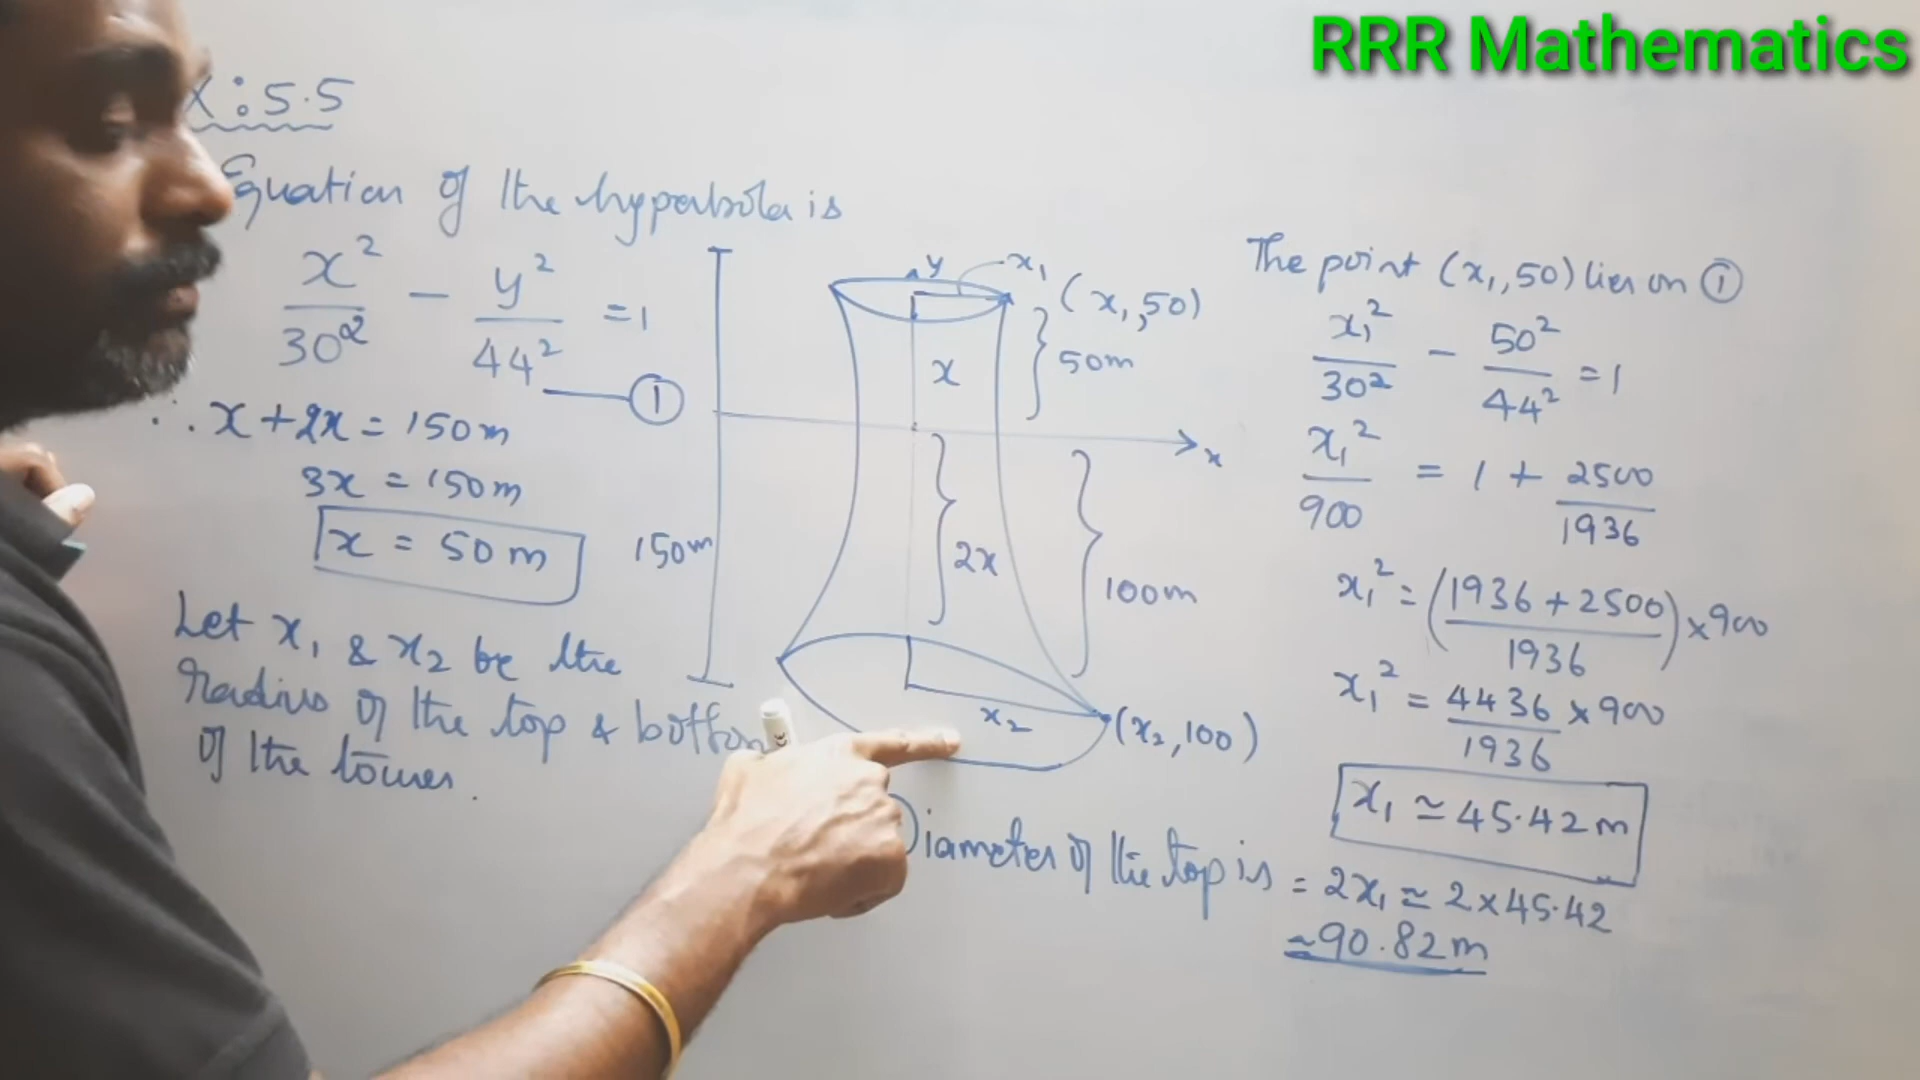 RRR Mathematics
X : 5.5
Equation of the hyperbola is
x²/30² - y²/44² = 1 ①
∴ x + 2x = 150m
3x = 150m
x = 50 m
Let x₁ & x₂ be the
radius of the top & bottom
of the tower.
150m
y
x₁
(x₁,50)
x
50m
x
2x
100m
x₂
(x₂,100)
The point (x₁,50) lies on ①
x₁²/30² - 50²/44² = 1
x₁²/900 = 1 + 2500/1936
x₁² = (1936 + 2500/1936) × 900
x₁² = 4436/1936 × 900
x₁ ≃ 45.42 m
Diameter of the top is = 2x₁ ≃ 2×45.42
≃ 90.82 m